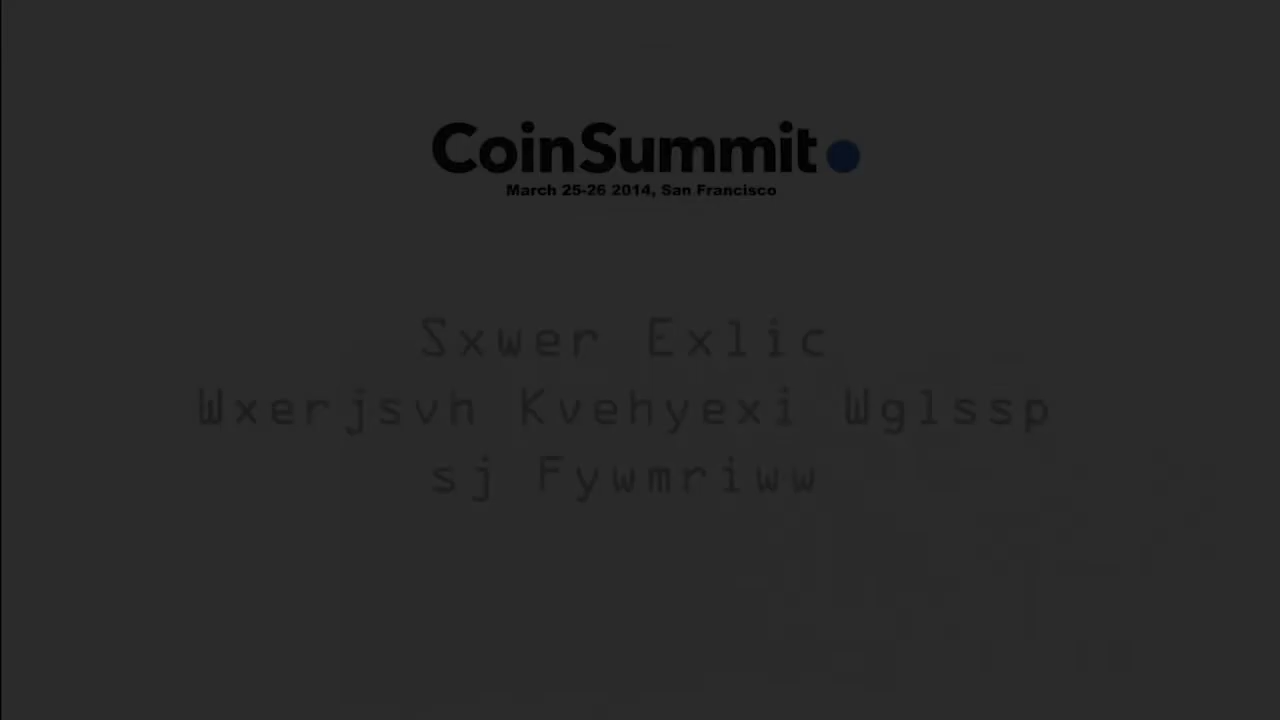 CoinSummit
March 25-26 2014, San Francisco
Sxwer Exlic
Wxerjsvh Kvehyexi Wglssp
sj Fywmriww